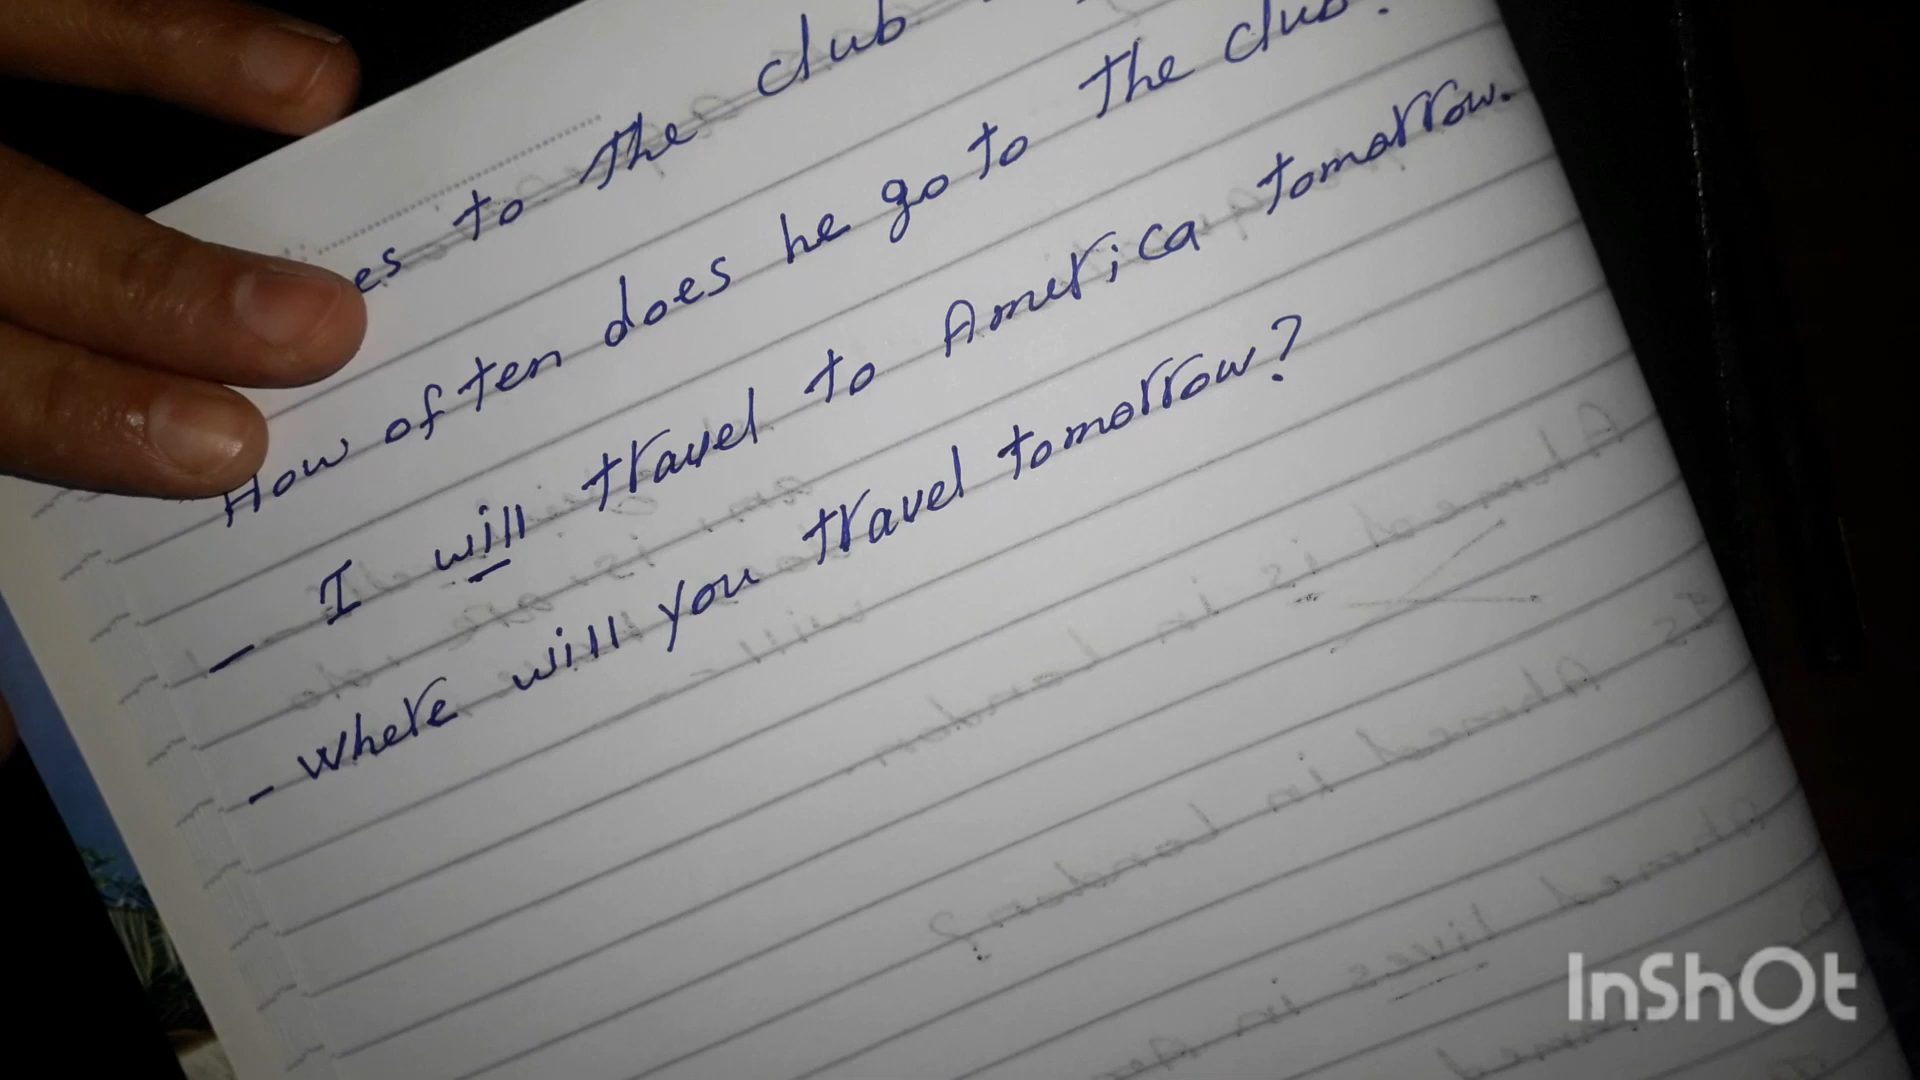 es to the club
How often does he go to the club?
- I will travel to America tomorrow.
- where will you travel tomorrow?
InShOt